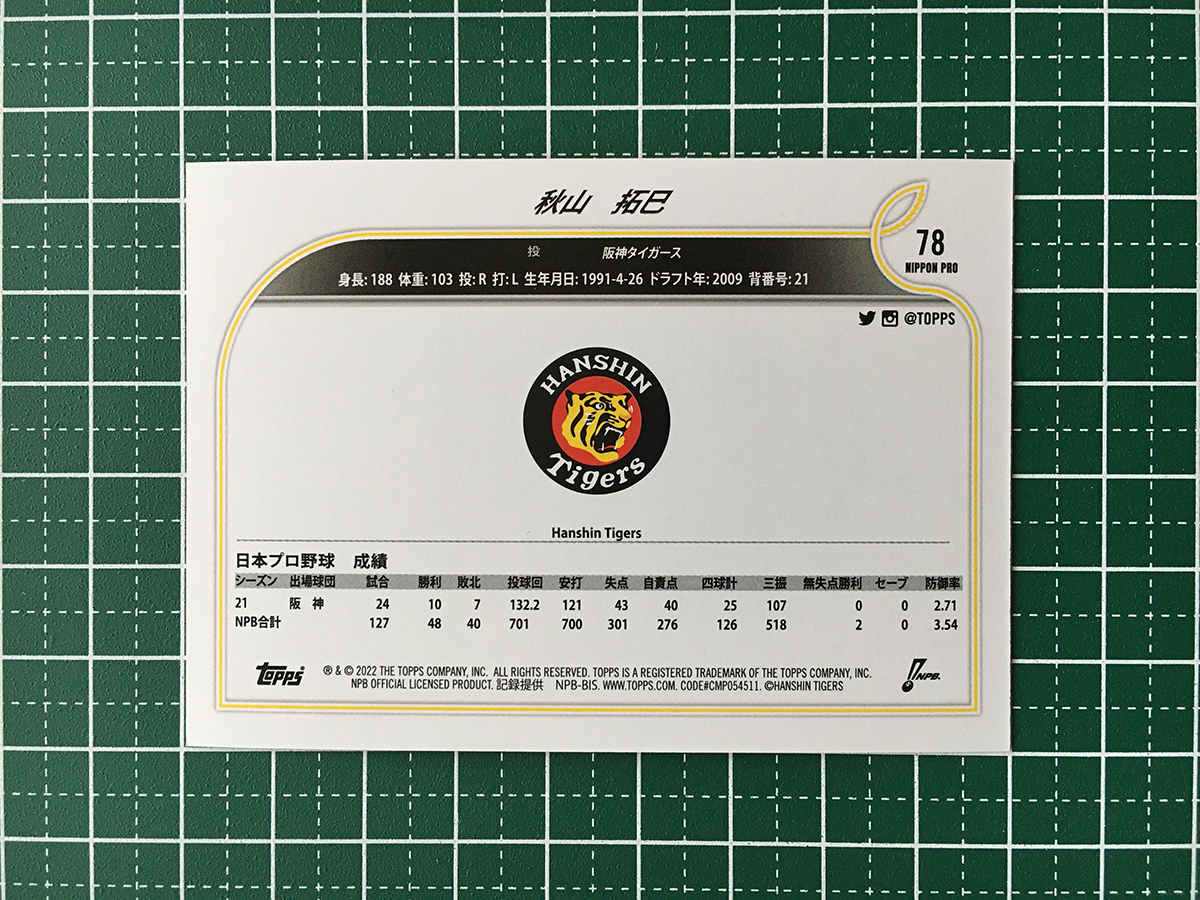 秋山 拓巳
78
NIPPON PRO
投 阪神タイガース
身長: 188 体重: 103 投: R 打: L 生年月日: 1991-4-26 ドラフト年: 2009 背番号: 21
@TOPPS
HANSHIN
Tigers
Hanshin Tigers
日本プロ野球 成績
シーズン 出場球団 試合 勝利 敗北 投球回 安打 失点 自責点 四球計 三振 無失点勝利 セーブ 防御率
21 阪 神 24 10 7 132.2 121 43 40 25 107 0 0 2.71
NPB合計 127 48 40 701 700 301 276 126 518 2 0 3.54
Topps
® & © 2022 THE TOPPS COMPANY, INC. ALL RIGHTS RESERVED. TOPPS IS A REGISTERED TRADEMARK OF THE TOPPS COMPANY, INC.
NPB OFFICIAL LICENSED PRODUCT. 記録提供 NPB-BIS. WWW.TOPPS.COM. CODE#CMP054511. ©HANSHIN TIGERS
NPB.